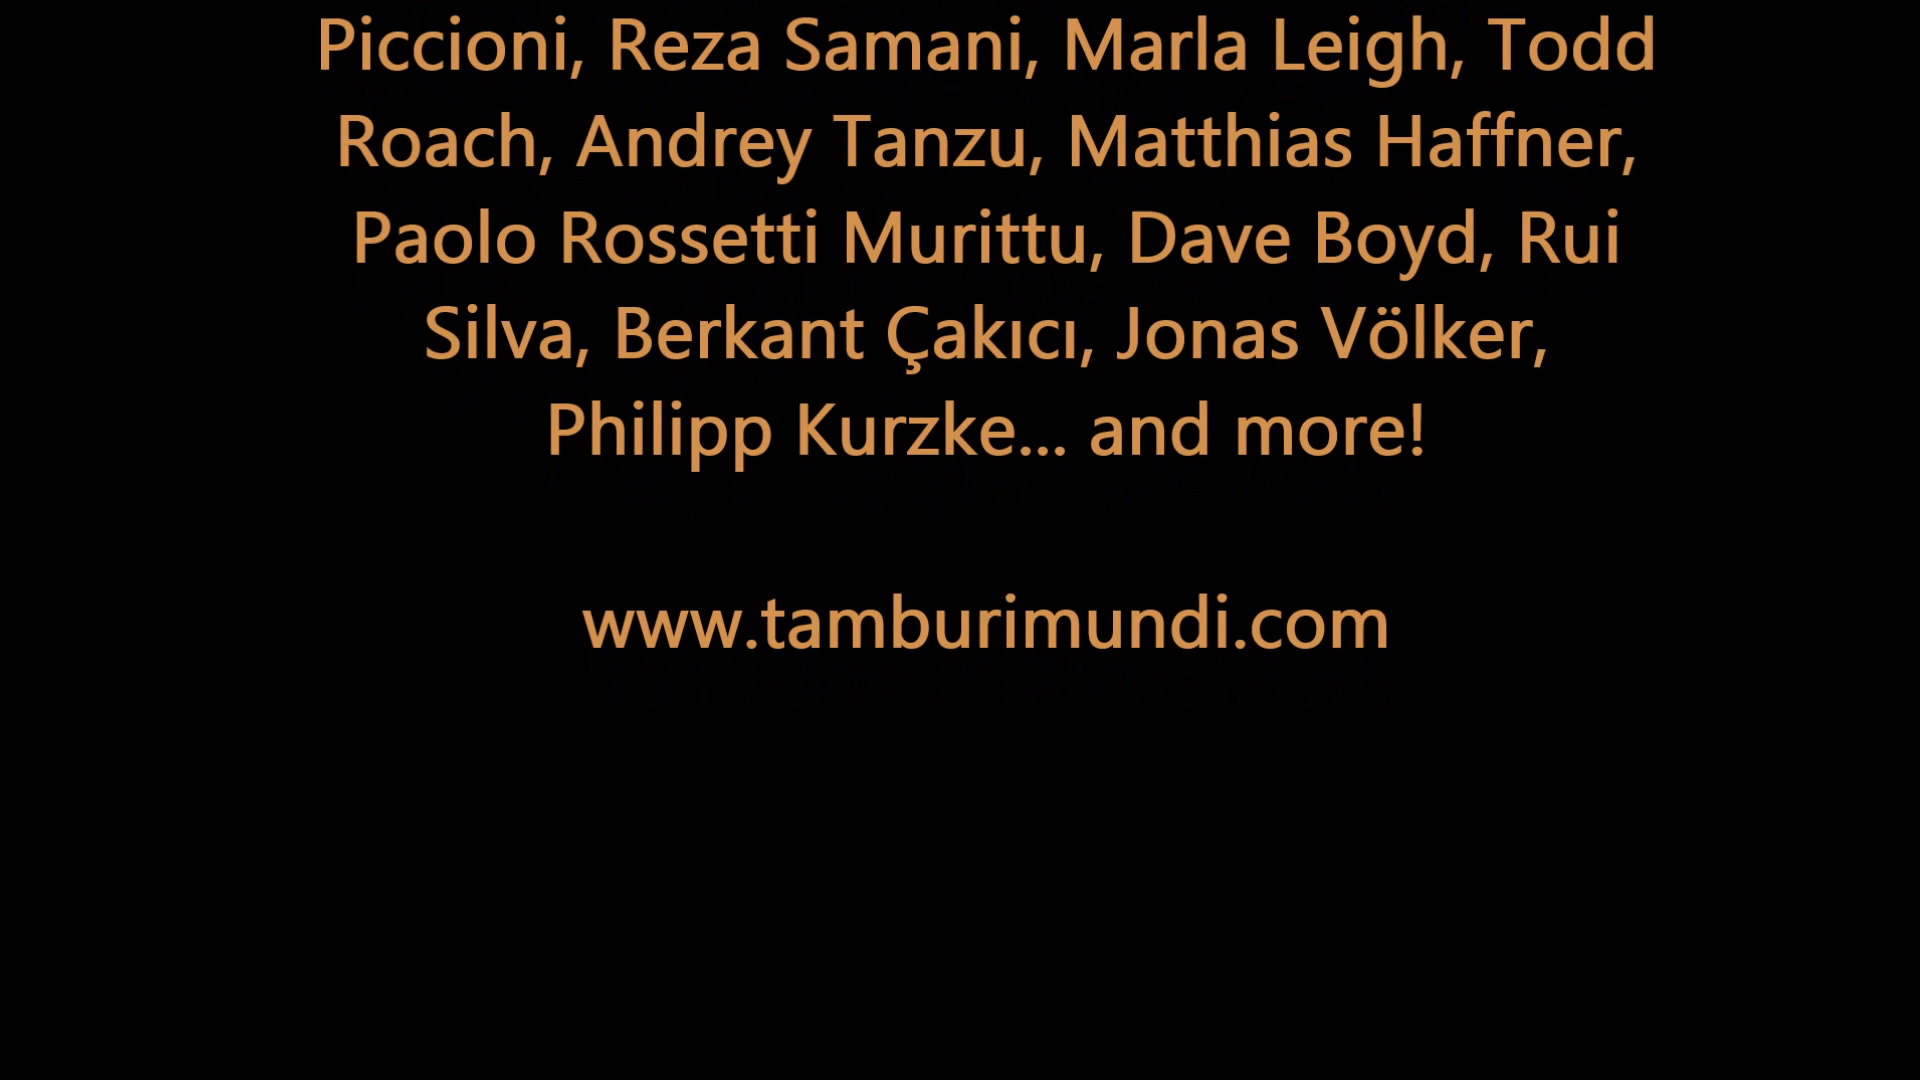 Piccioni, Reza Samani, Marla Leigh, Todd
Roach, Andrey Tanzu, Matthias Haffner,
Paolo Rossetti Murittu, Dave Boyd, Rui
Silva, Berkant Çakıcı, Jonas Völker,
Philipp Kurzke... and more!
www.tamburimundi.com